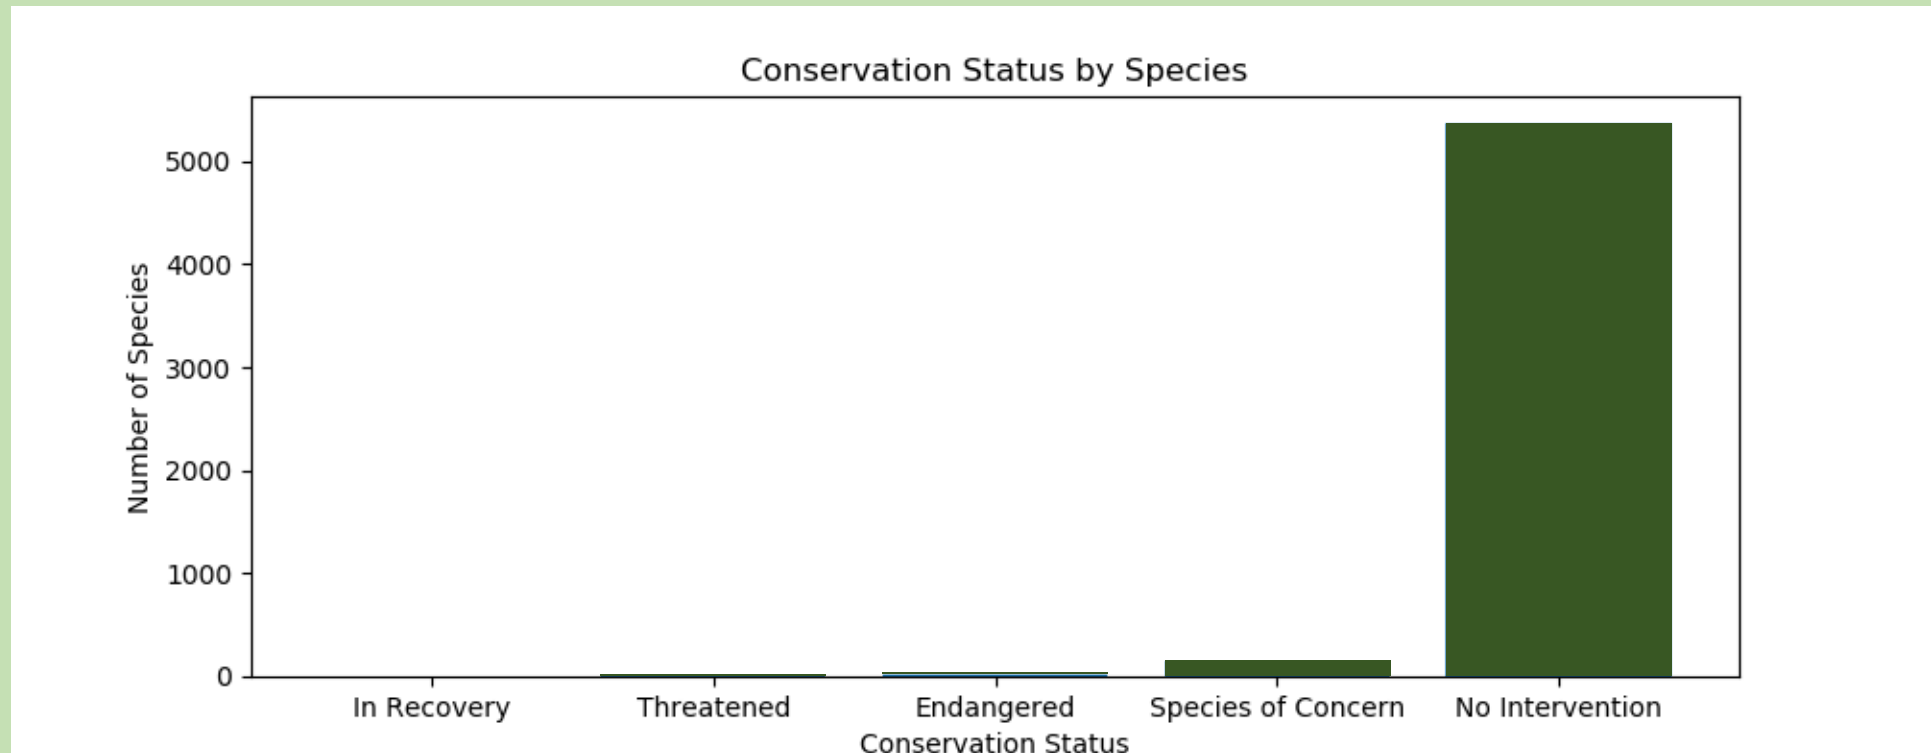 Conservation Status by Species
Number of Species
5000
4000
3000
2000
1000
0
In Recovery Threatened Endangered Species of Concern No Intervention
Conservation Status